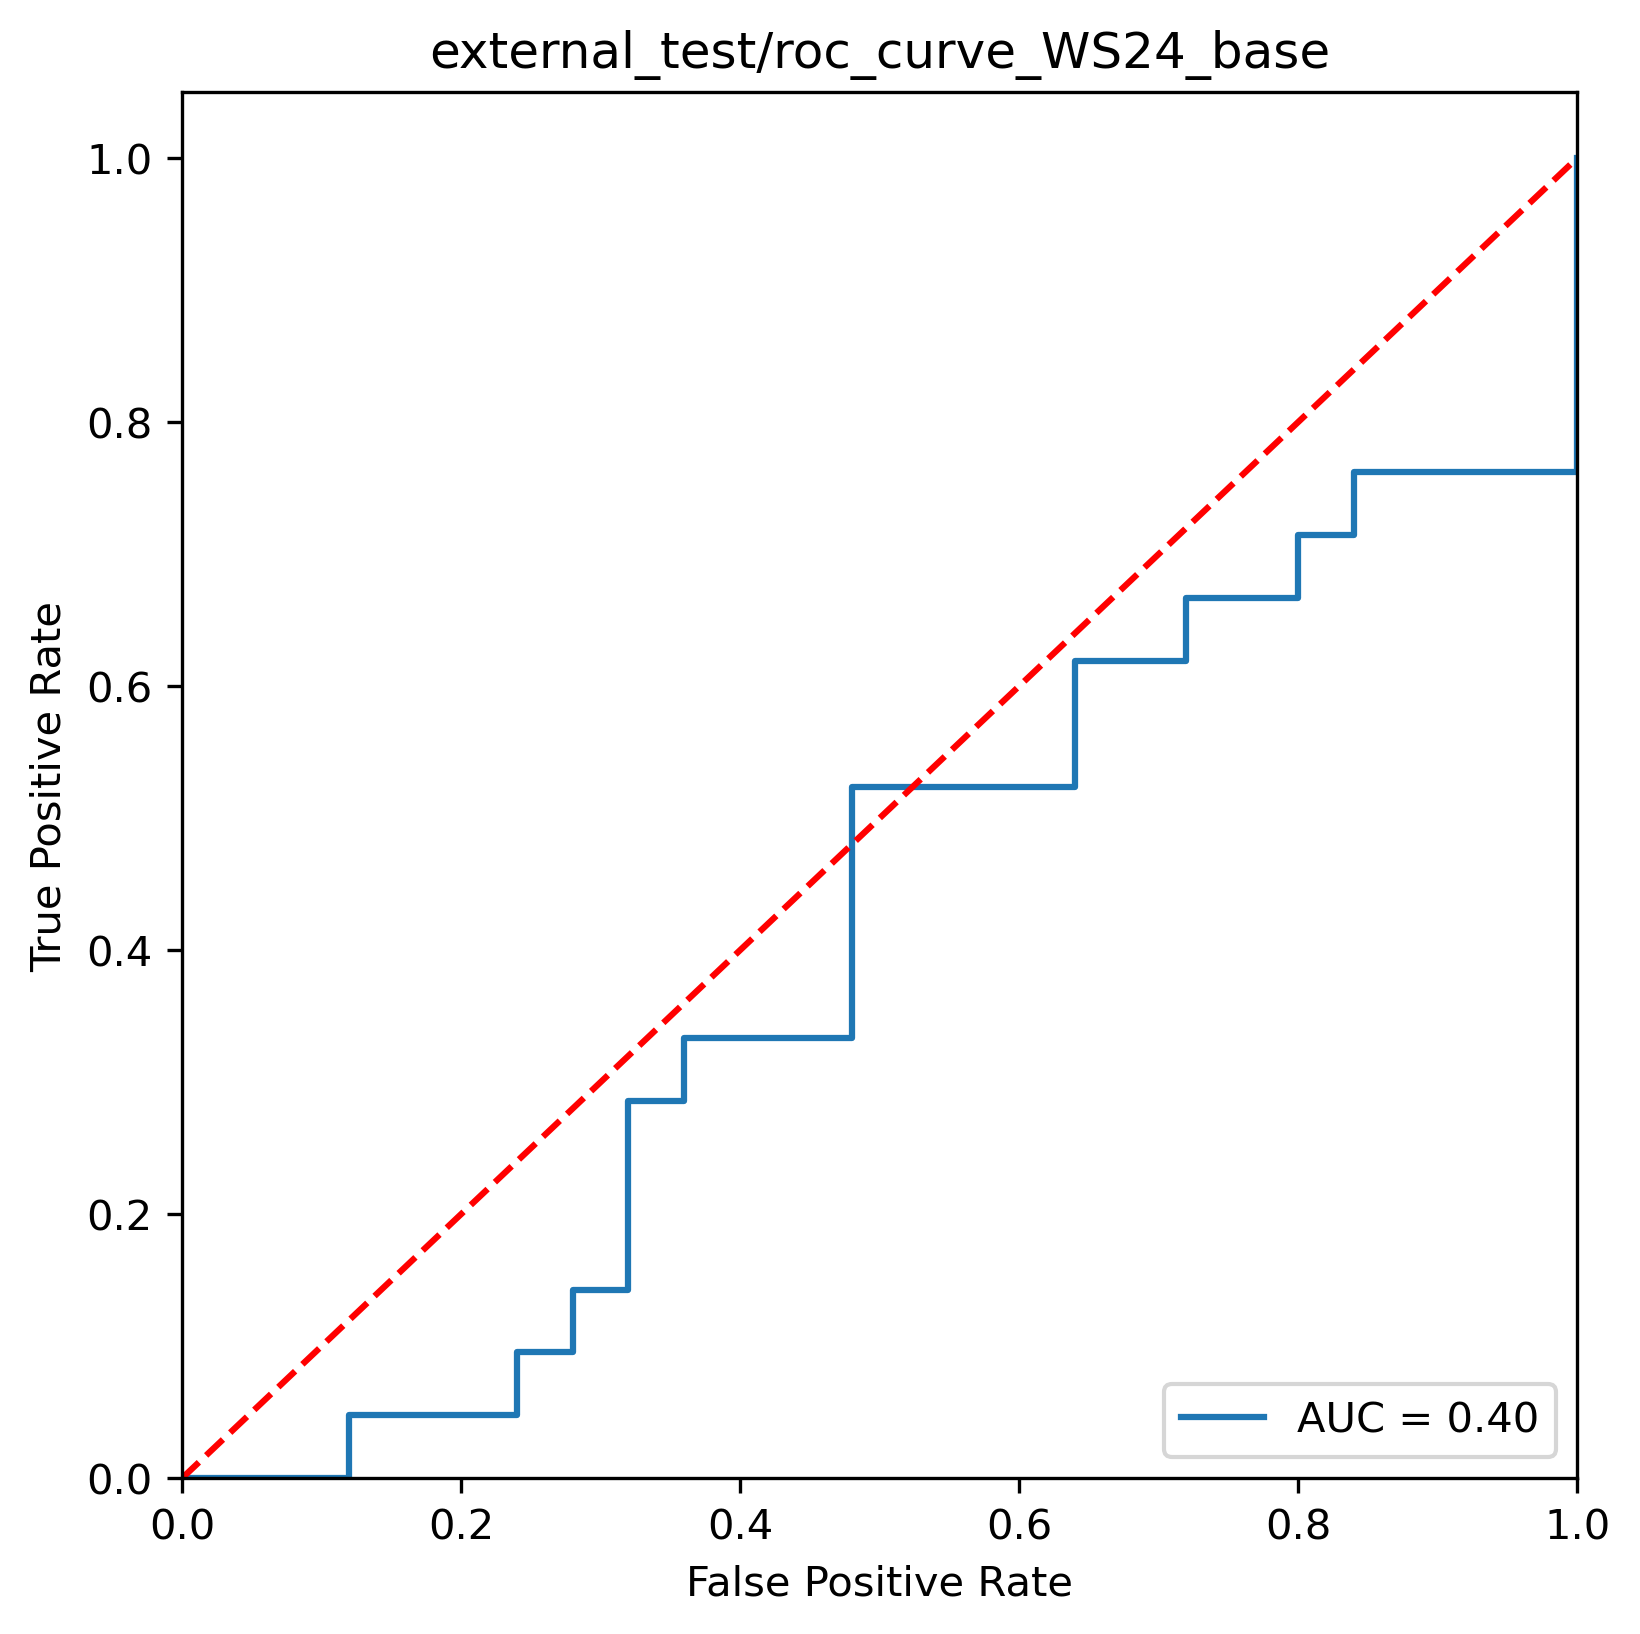 external_test/roc_curve_WS24_base
1.0
0.8
0.6
0.4
0.2
0.0
True Positive Rate
AUC = 0.40
0.0 0.2 0.4 0.6 0.8 1.0
False Positive Rate